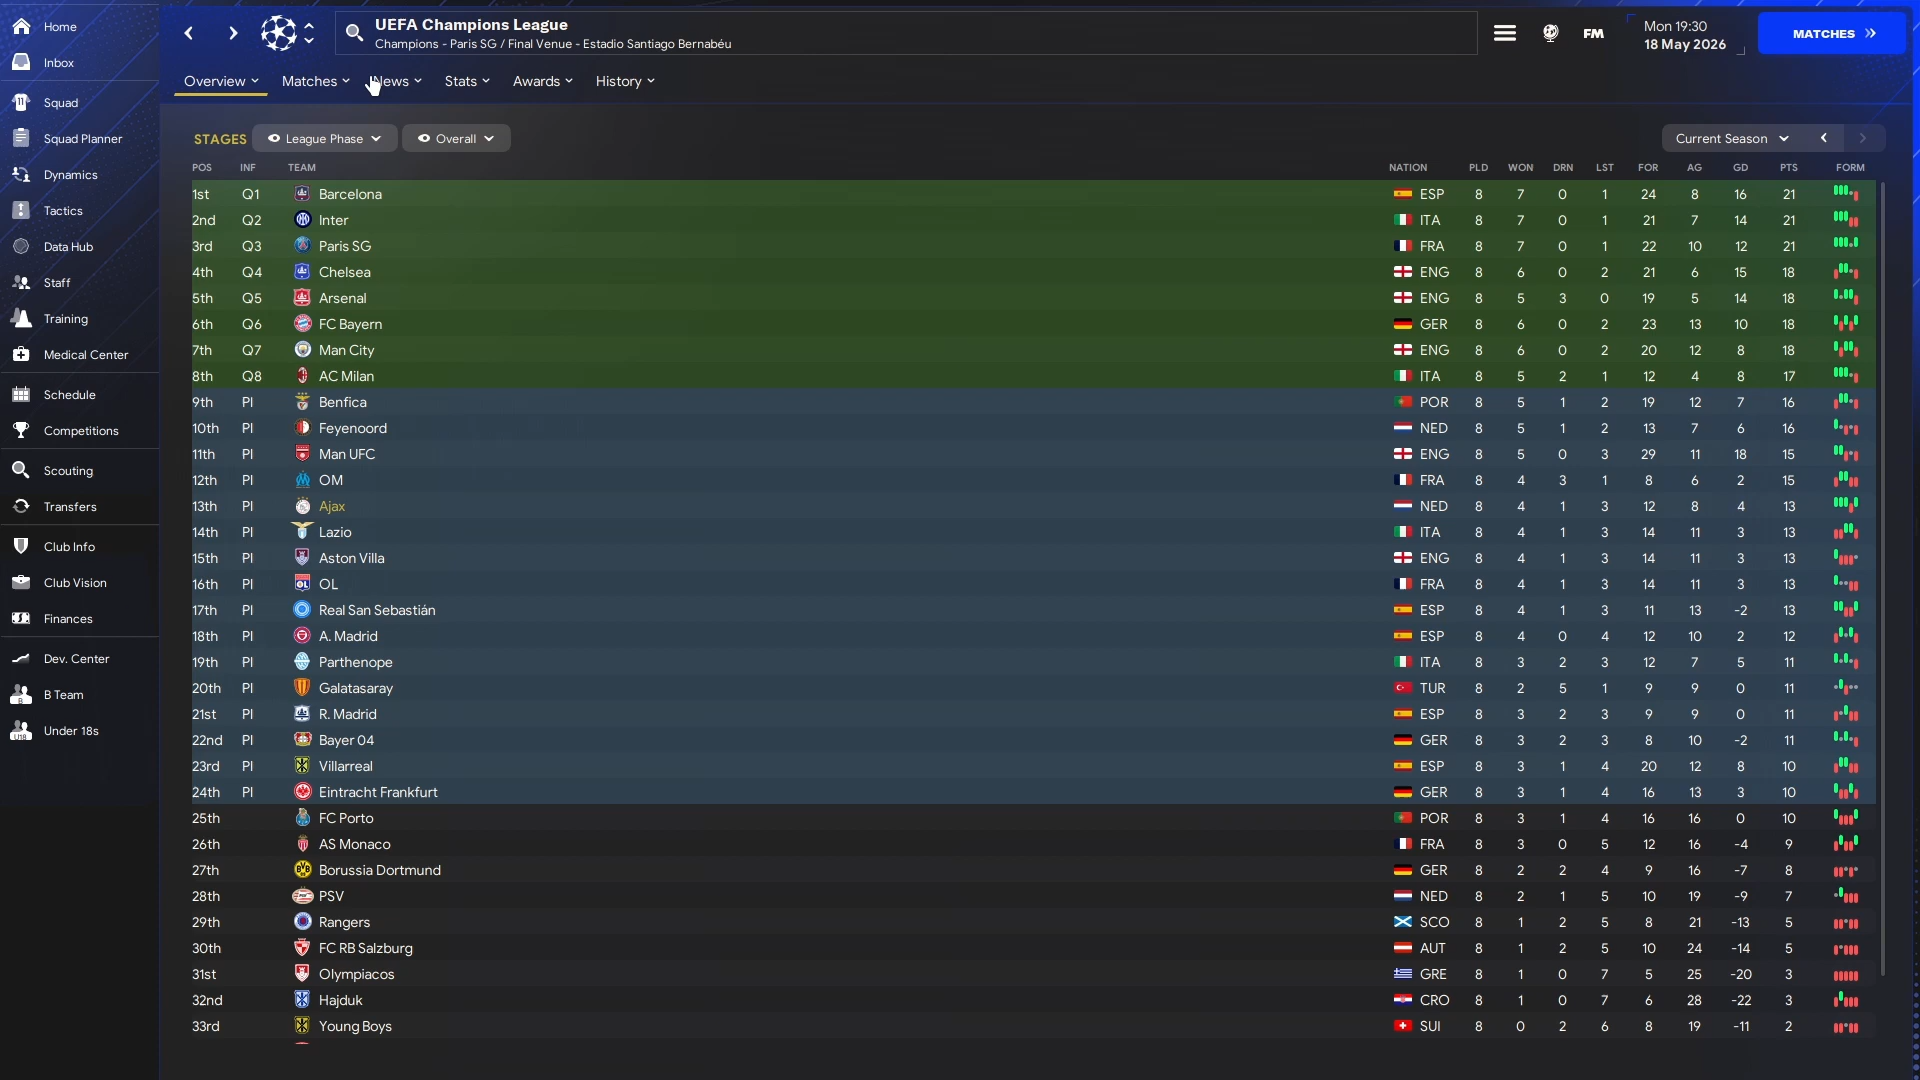 Home
Inbox
Squad
Squad Planner
Dynamics
Tactics
Data Hub
Staff
Training
Medical Center
Schedule
Competitions
Scouting
Transfers
Club Info
Club Vision
Finances
Dev. Center
B Team
Under 18s
UEFA Champions League
Champions - Paris SG / Final Venue - Estadio Santiago Bernabéu
FM
Mon 19:30
18 May 2026
MATCHES
Overview Matches News Stats Awards History
STAGES League Phase Overall Current Season
POS INF TEAM NATION PLD WON DRN LST FOR AG GD PTS FORM
1st Q1 Barcelona ESP 8 7 0 1 24 8 16 21
2nd Q2 Inter ITA 8 7 0 1 21 7 14 21
3rd Q3 Paris SG FRA 8 7 0 1 22 10 12 21
4th Q4 Chelsea ENG 8 6 0 2 21 6 15 18
5th Q5 Arsenal ENG 8 5 3 0 19 5 14 18
6th Q6 FC Bayern GER 8 6 0 2 23 13 10 18
7th Q7 Man City ENG 8 6 0 2 20 12 8 18
8th Q8 AC Milan ITA 8 5 2 1 12 4 8 17
9th PI Benfica POR 8 5 1 2 19 12 7 16
10th PI Feyenoord NED 8 5 1 2 13 7 6 16
11th PI Man UFC ENG 8 5 0 3 29 11 18 15
12th PI OM FRA 8 4 3 1 8 6 2 15
13th PI Ajax NED 8 4 1 3 12 8 4 13
14th PI Lazio ITA 8 4 1 3 14 11 3 13
15th PI Aston Villa ENG 8 4 1 3 14 11 3 13
16th PI OL FRA 8 4 1 3 14 11 3 13
17th PI Real San Sebastián ESP 8 4 1 3 11 13 -2 13
18th PI A. Madrid ESP 8 4 0 4 12 10 2 12
19th PI Parthenope ITA 8 3 2 3 12 7 5 11
20th PI Galatasaray TUR 8 2 5 1 9 9 0 11
21st PI R. Madrid ESP 8 3 2 3 9 9 0 11
22nd PI Bayer 04 GER 8 3 2 3 8 10 -2 11
23rd PI Villarreal ESP 8 3 1 4 20 12 8 10
24th PI Eintracht Frankfurt GER 8 3 1 4 16 13 3 10
25th FC Porto POR 8 3 1 4 16 16 0 10
26th AS Monaco FRA 8 3 0 5 12 16 -4 9
27th Borussia Dortmund GER 8 2 2 4 9 16 -7 8
28th PSV NED 8 2 1 5 10 19 -9 7
29th Rangers SCO 8 1 2 5 8 21 -13 5
30th FC RB Salzburg AUT 8 1 2 5 10 24 -14 5
31st Olympiacos GRE 8 1 0 7 5 25 -20 3
32nd Hajduk CRO 8 1 0 7 6 28 -22 3
33rd Young Boys SUI 8 0 2 6 8 19 -11 2